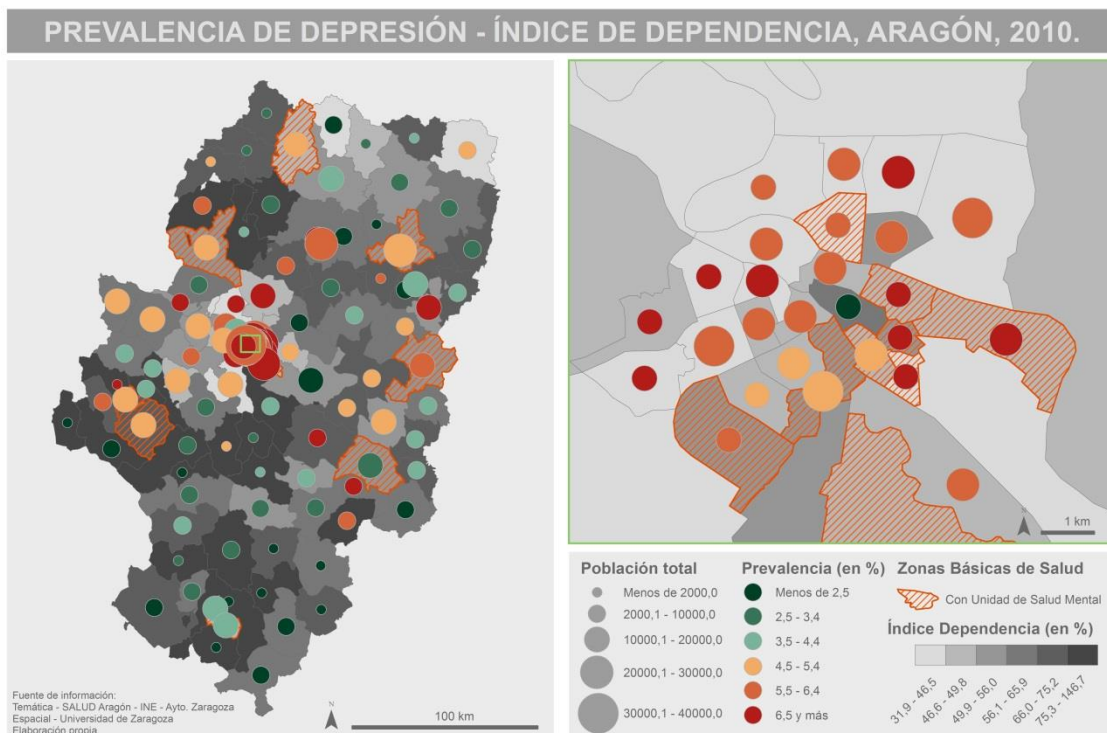 PREVALENCIA DE DEPRESIÓN - ÍNDICE DE DEPENDENCIA, ARAGÓN, 2010.
Fuente de información:
Temática - SALUD Aragón - INE - Ayto. Zaragoza
Espacial - Universidad de Zaragoza
Elaboración propia
N
100 km
N
1 km
Población total
Menos de 2000,0
2000,1 - 10000,0
10000,1 - 20000,0
20000,1 - 30000,0
30000,1 - 40000,0
Prevalencia (en %)
Menos de 2,5
2,5 - 3,4
3,5 - 4,4
4,5 - 5,4
5,5 - 6,4
6,5 y más
Zonas Básicas de Salud
Con Unidad de Salud Mental
Índice Dependencia (en %)
31,9 - 46,5
46,6 - 49,8
49,9 - 56,0
56,1 - 65,9
66,0 - 75,2
75,3 - 146,7